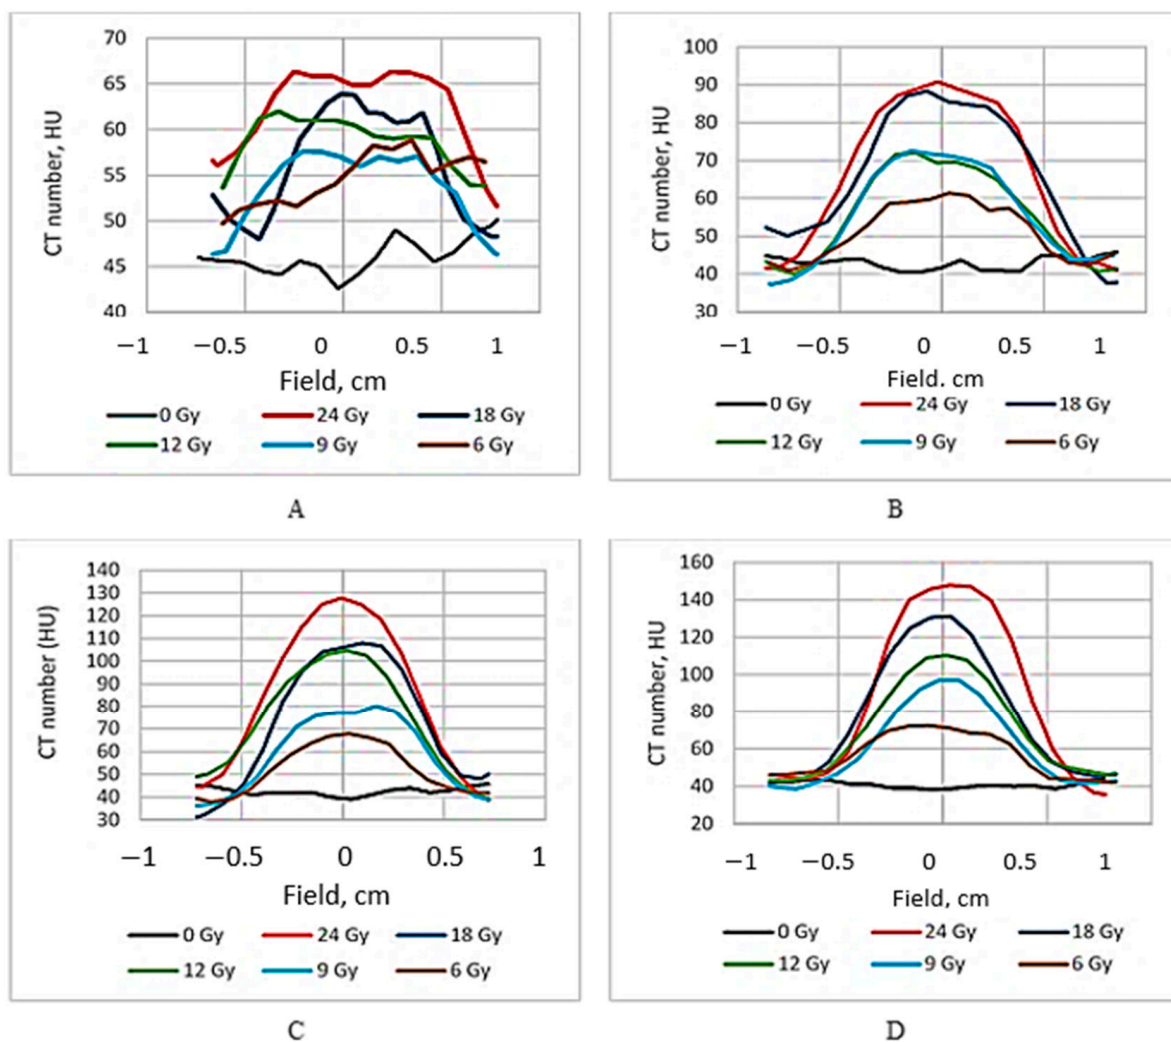 70
65
60
55
50
45
40
CT number, HU
−1 −0.5 0 0.5 1
Field, cm
0 Gy 24 Gy 18 Gy
12 Gy 9 Gy 6 Gy
A
100
90
80
70
60
50
40
30
CT number, HU
−1 −0.5 0 0.5 1
Field. cm
0 Gy 24 Gy 18 Gy
12 Gy 9 Gy 6 Gy
B
140
130
120
110
100
90
80
70
60
50
40
30
CT number (HU)
−1 −0.5 0 0.5 1
Field, cm
0 Gy 24 Gy 18 Gy
12 Gy 9 Gy 6 Gy
C
160
140
120
100
80
60
40
20
CT number, HU
−1 −0.5 0 0.5 1
Field, cm
0 Gy 24 Gy 18 Gy
12 Gy 9 Gy 6 Gy
D